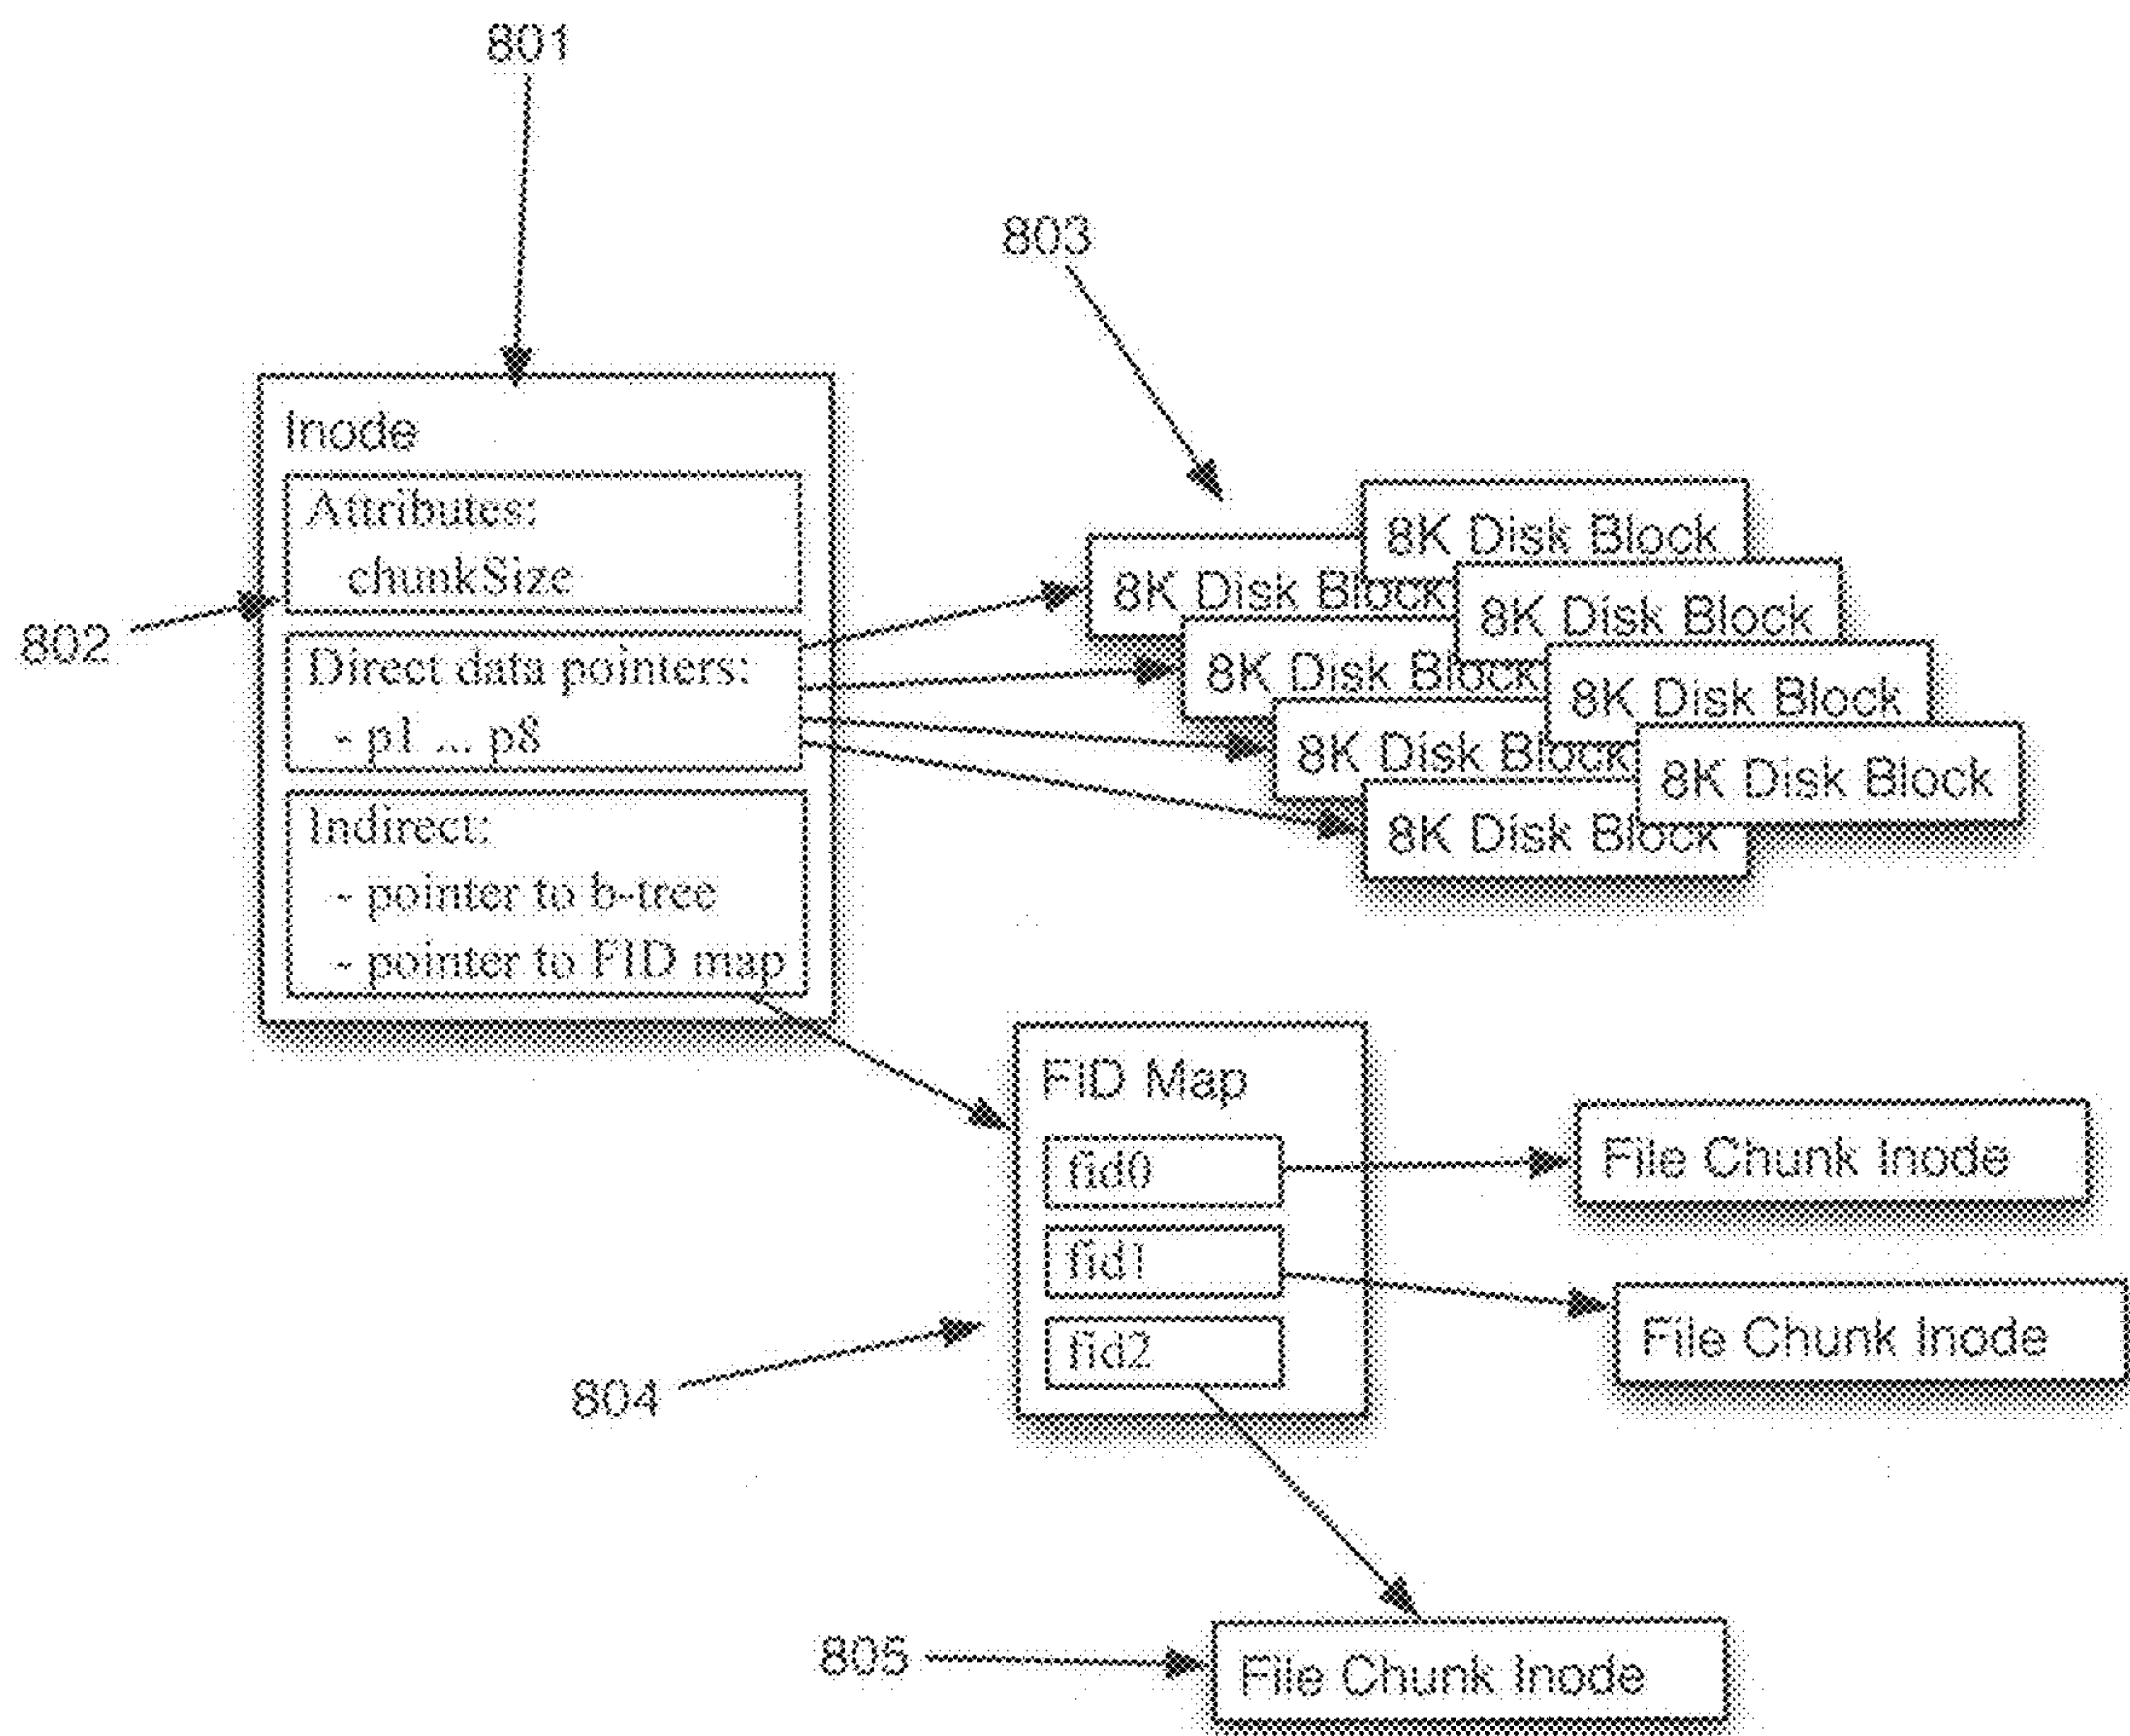 801
803
Inode
Attributes:
chunkSize
802
Direct data pointers:
- p1 ... p8
Indirect:
- pointer to b-tree
- pointer to FID map
8K Disk Block
8K Disk Block
8K Disk Block
8K Disk Block
8K Disk Block
8K Disk Block
8K Disk Block
8K Disk Block
FID Map
fid0
fid1
fid2
804
File Chunk Inode
File Chunk Inode
805
File Chunk Inode